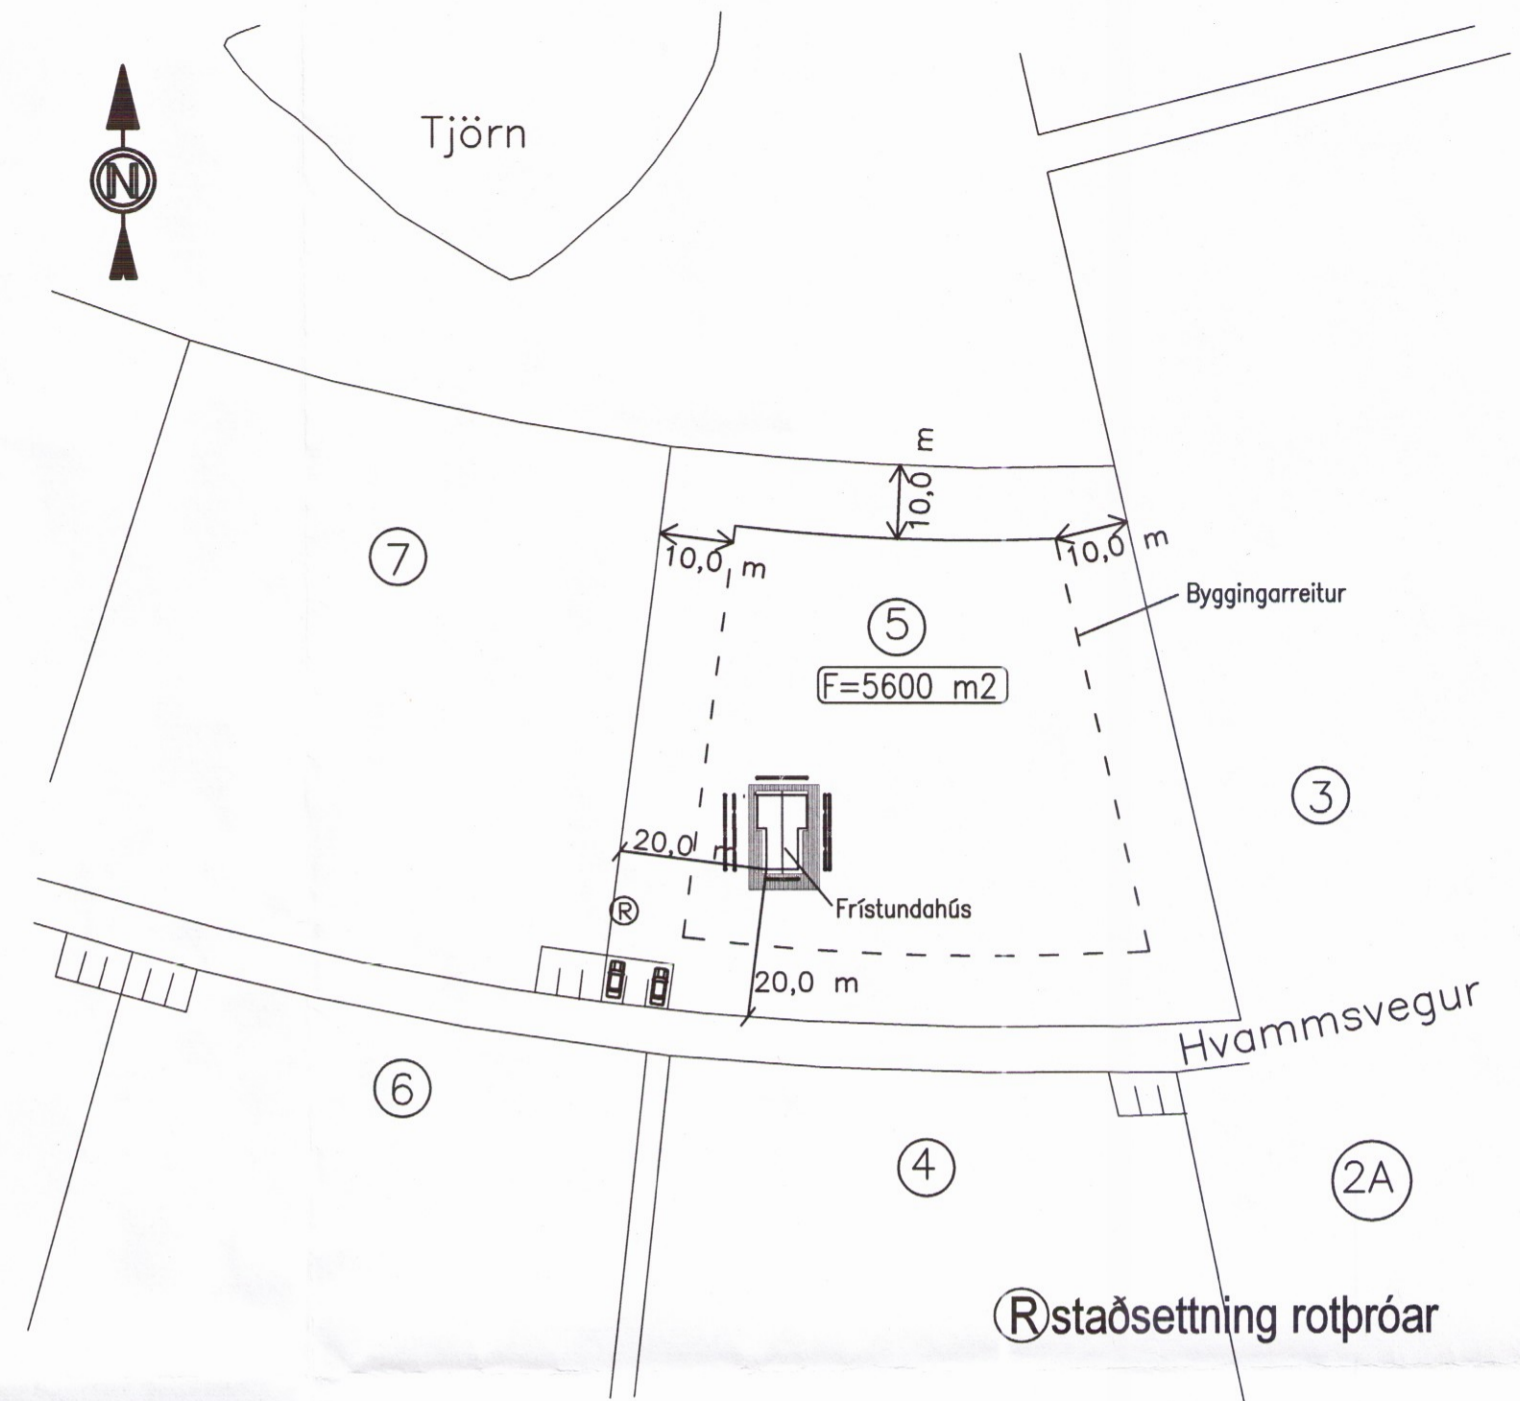 N
Tjörn
10,0 m
10,0 m
10,0 m
7
5
Byggingarreitur
F=5600 m2
3
20,0 m
R
Frístundahús
20,0 m
Hvammsvegur
6
4
2A
R staðsettning rotþróar